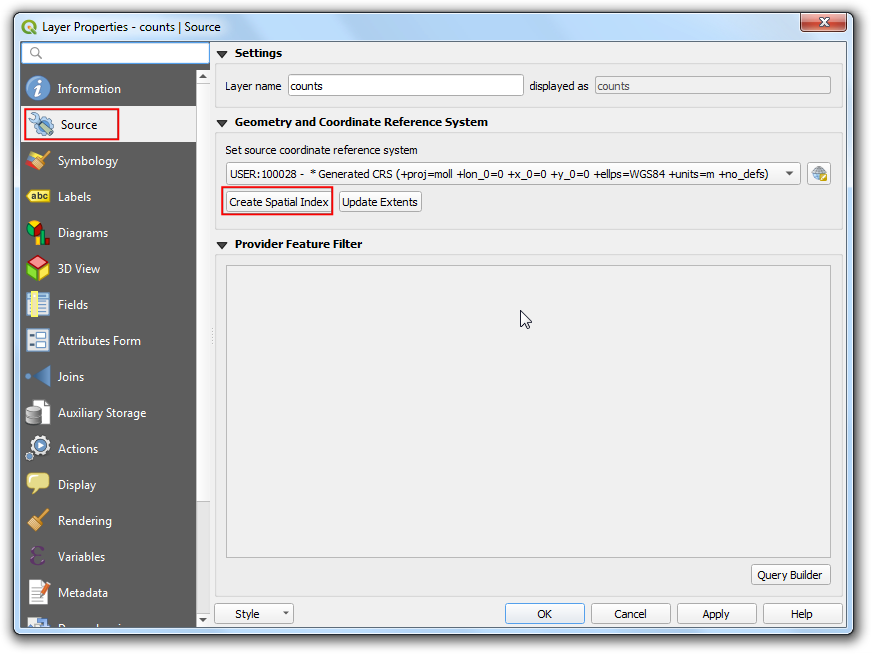 Layer Properties - counts | Source
Information
Source
Symbology
abc Labels
Diagrams
3D View
Fields
Attributes Form
Joins
Auxiliary Storage
Actions
Display
Rendering
Variables
Metadata
Settings
Layer name counts displayed as counts
Geometry and Coordinate Reference System
Set source coordinate reference system
USER:100028 - * Generated CRS (+proj=moll +lon_0=0 +x_0=0 +y_0=0 +ellps=WGS84 +units=m +no_defs)
Create Spatial Index Update Extents
Provider Feature Filter
Query Builder
Style OK Cancel Apply Help